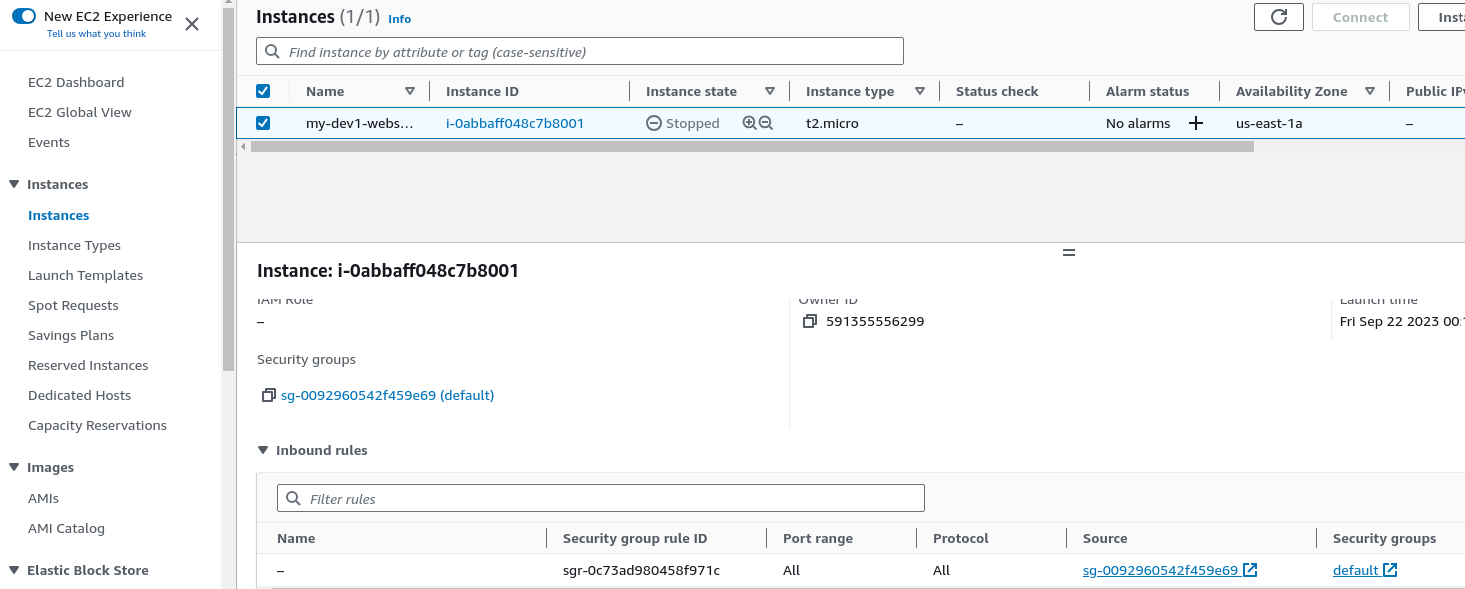 New EC2 Experience
Tell us what you think
EC2 Dashboard
EC2 Global View
Events
Instances
Instances
Instance Types
Launch Templates
Spot Requests
Savings Plans
Reserved Instances
Dedicated Hosts
Capacity Reservations
Images
AMIs
AMI Catalog
Elastic Block Store
Instances (1/1) Info
Connect
Find instance by attribute or tag (case-sensitive)
Name Instance ID Instance state Instance type Status check Alarm status Availability Zone Public
my-dev1-webs... i-0abbaff048c7b8001 Stopped t2.micro – No alarms + us-east-1a –
Instance: i-0abbaff048c7b8001
IAM Role Owner ID Launch time
– 591355556299 Fri Sep 22 2023 00:
Security groups
sg-0092960542f459e69 (default)
Inbound rules
Filter rules
Name Security group rule ID Port range Protocol Source Security groups
– sgr-0c73ad980458f971c All All sg-0092960542f459e69 default